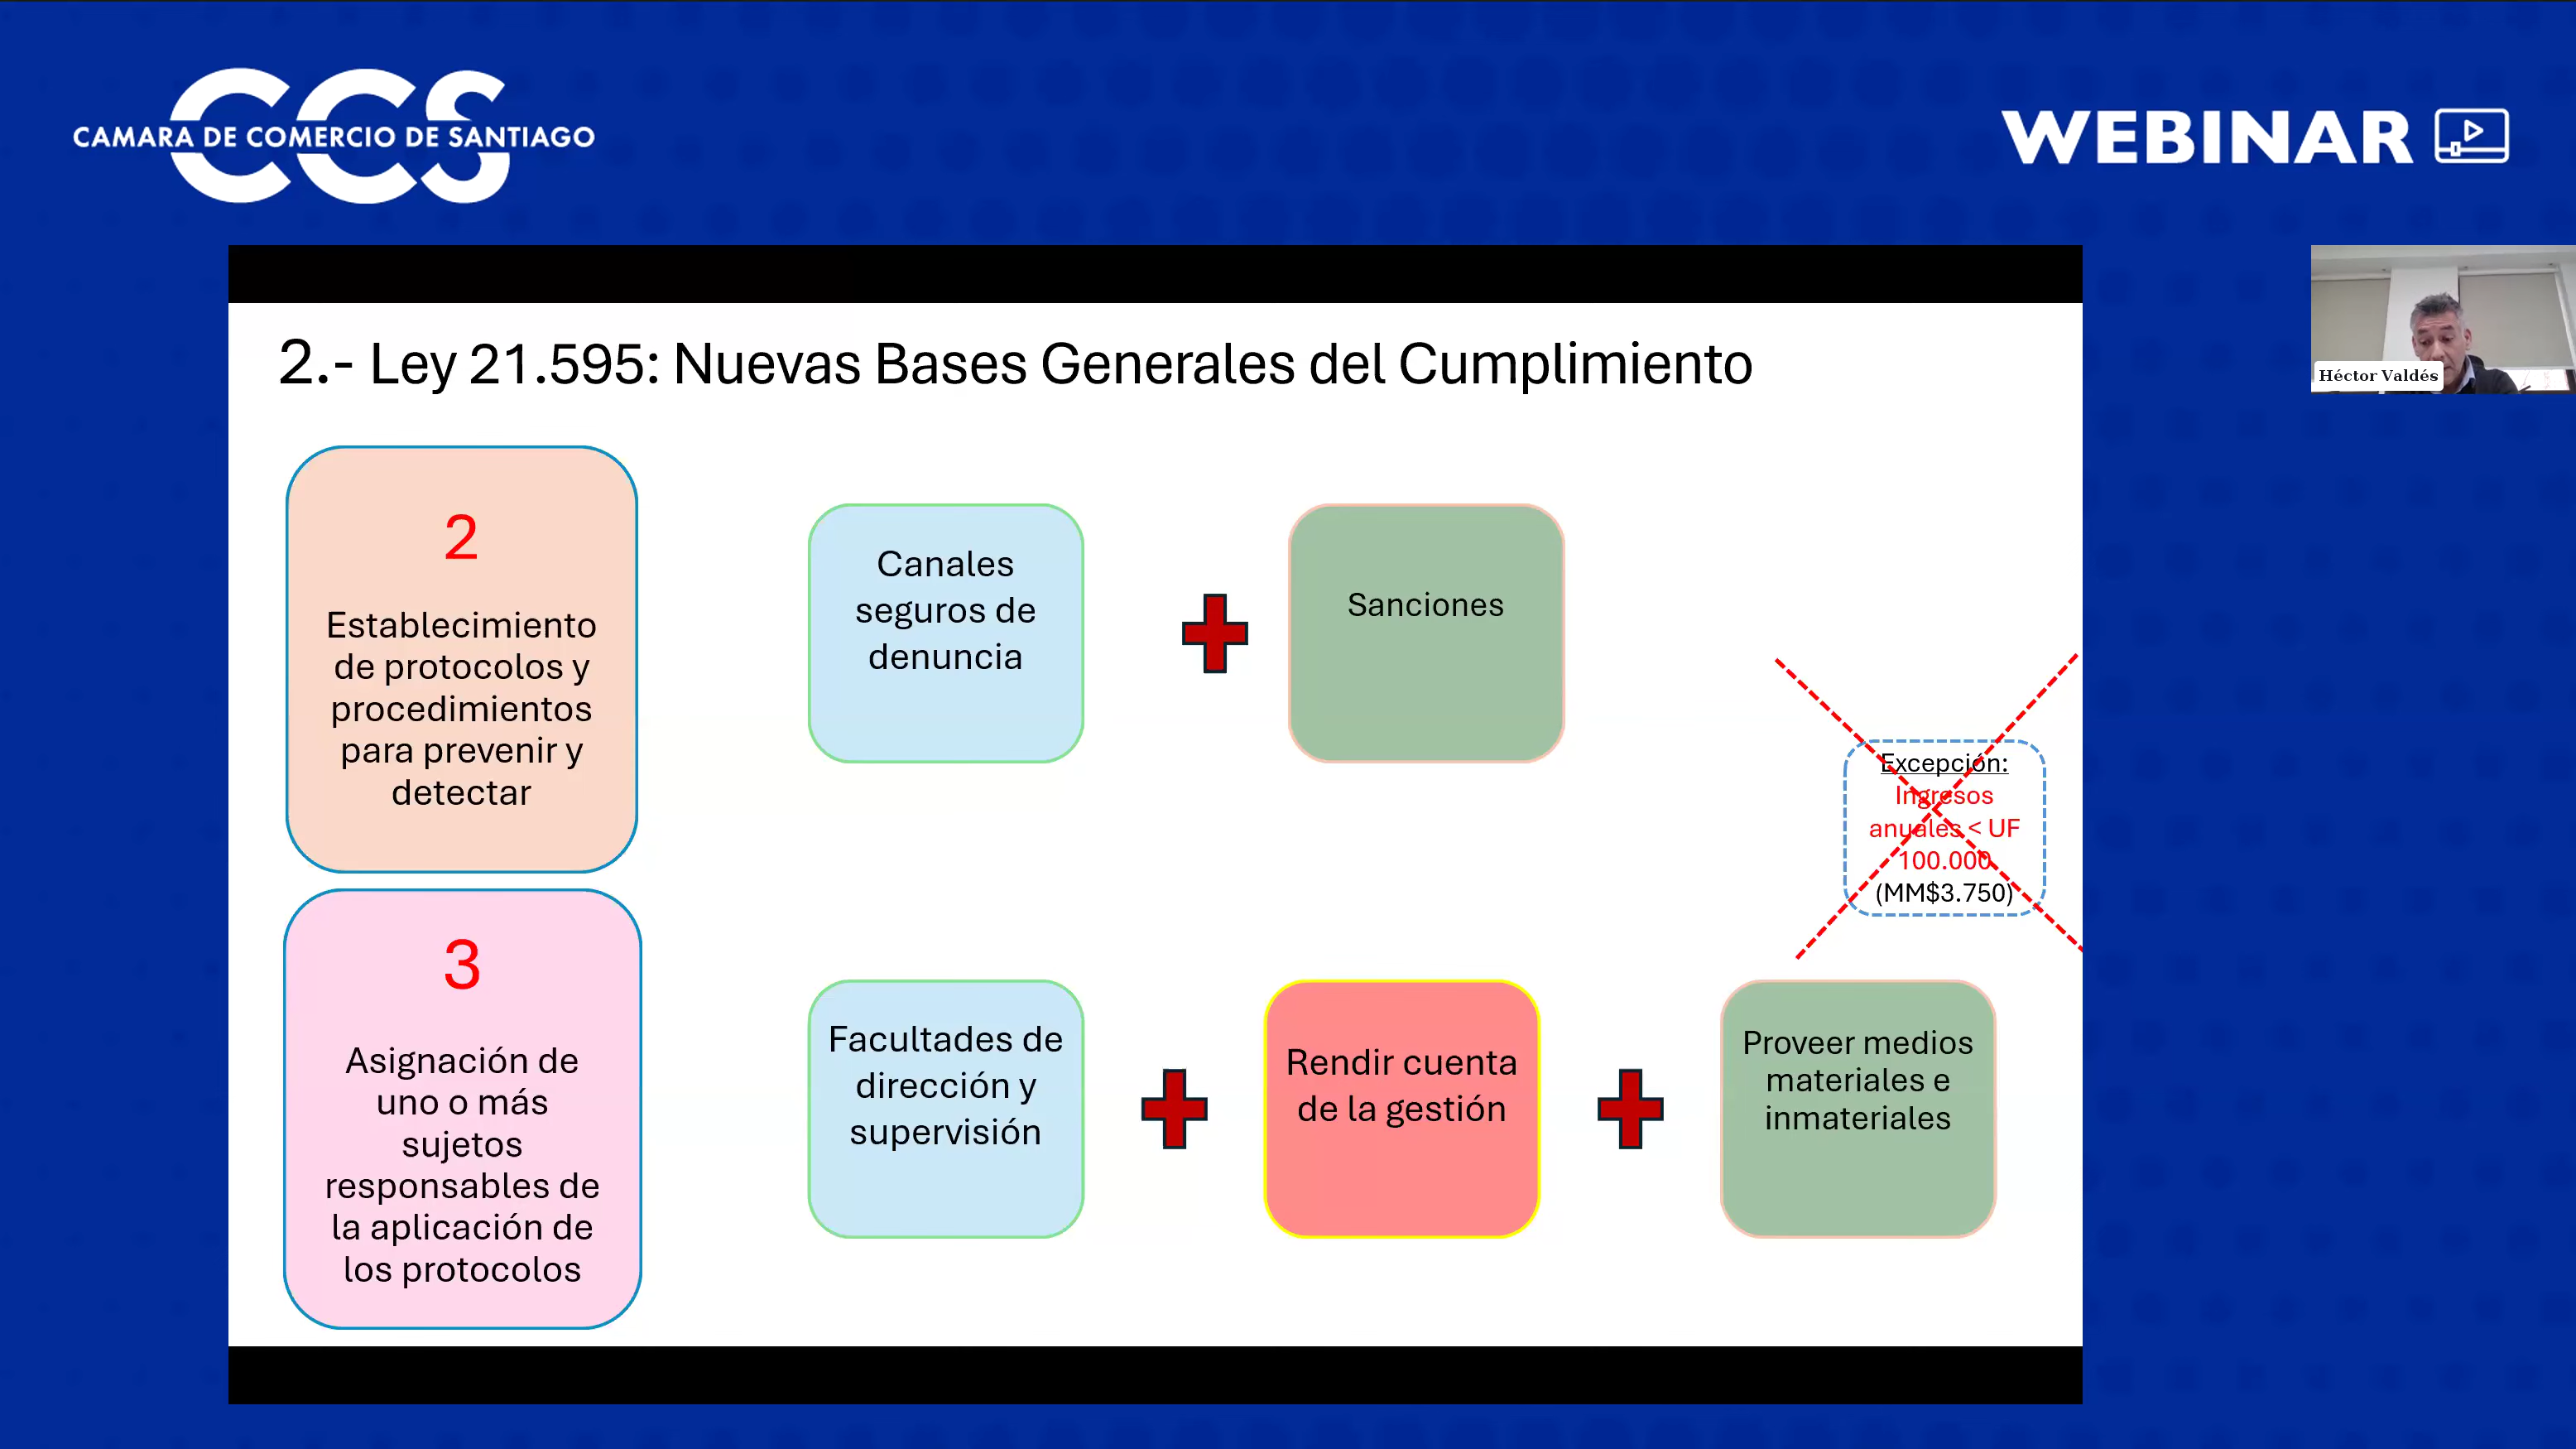 CCS
CAMARA DE COMERCIO DE SANTIAGO
WEBINAR
Héctor Valdés
2.- Ley 21.595: Nuevas Bases Generales del Cumplimiento
2
Establecimiento
de protocolos y
procedimientos
para prevenir y
detectar
Canales
seguros de
denuncia
Sanciones
Excepción:
Ingresos
anuales < UF
100.000
(MM$3.750)
3
Asignación de
uno o más
sujetos
responsables de
la aplicación de
los protocolos
Facultades de
dirección y
supervisión
Rendir cuenta
de la gestión
Proveer medios
materiales e
inmateriales